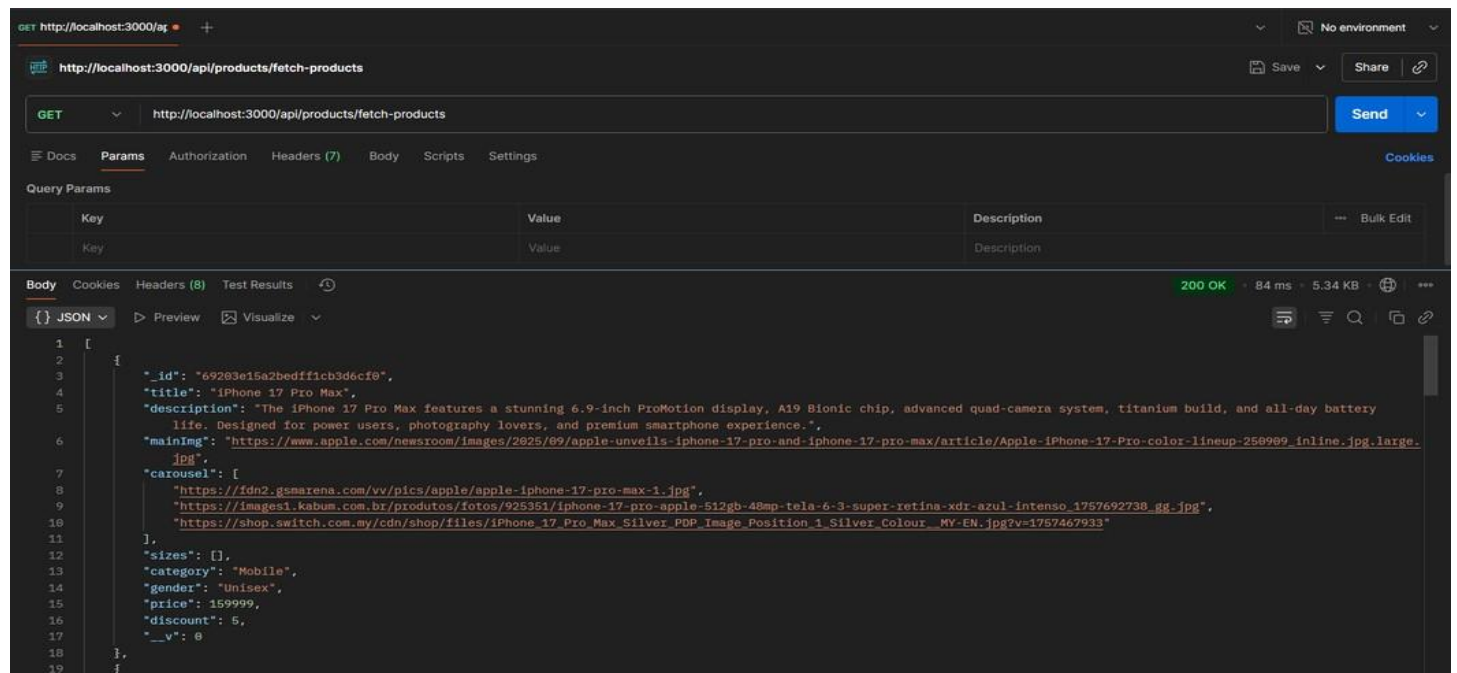 GET http://localhost:3000/ap
No environment
HTTP http://localhost:3000/api/products/fetch-products
Save Share
GET http://localhost:3000/api/products/fetch-products Send
Docs Params Authorization Headers (7) Body Scripts Settings Cookies
Query Params
Key Value Description ••• Bulk Edit
Key Value Description
Body Cookies Headers (8) Test Results 200 OK • 84 ms • 5.34 KB •••
{} JSON Preview Visualize
1 [
2 {
3 "_id": "69203e15a2bedff1cb3d6cf0",
4 "title": "iPhone 17 Pro Max",
5 "description": "The iPhone 17 Pro Max features a stunning 6.9-inch ProMotion display, A19 Bionic chip, advanced quad-camera system, titanium build, and all-day battery
life. Designed for power users, photography lovers, and premium smartphone experience.",
6 "mainImg": "https://www.apple.com/newsroom/images/2025/09/apple-unveils-iphone-17-pro-and-iphone-17-pro-max/article/Apple-iPhone-17-Pro-color-lineup-250909_inline.jpg.large.
jpg",
7 "carousel": [
8 "https://fdn2.gsmarena.com/vv/pics/apple/apple-iphone-17-pro-max-1.jpg",
9 "https://images1.kabum.com.br/produtos/fotos/925351/iphone-17-pro-apple-512gb-48mp-tela-6-3-super-retina-xdr-azul-intenso_1757692738_gg.jpg",
10 "https://shop.switch.com.my/cdn/shop/files/iPhone_17_Pro_Max_Silver_PDP_Image_Position_1_Silver_Colour__MY-EN.jpg?v=1757467933"
11 ],
12 "sizes": [],
13 "category": "Mobile",
14 "gender": "Unisex",
15 "price": 159999,
16 "discount": 5,
17 "__v": 0
18 },
19 {